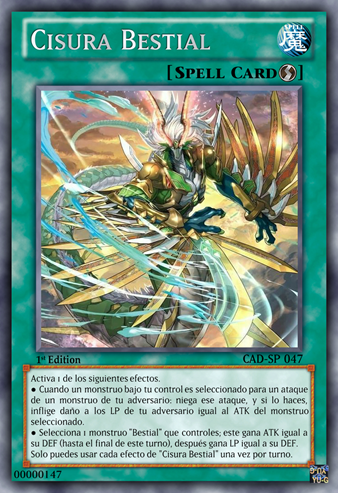 Cisura Bestial
SPELL
魔
[Spell Card]
1st Edition
CAD-SP 047
Activa 1 de los siguientes efectos.
● Cuando un monstruo bajo tu control es seleccionado para un ataque
de un monstruo de tu adversario: niega ese ataque, y si lo haces,
inflige daño a los LP de tu adversario igual al ATK del monstruo
seleccionado.
● Selecciona 1 monstruo "Bestial" que controles; este gana ATK igual a
su DEF (hasta el final de este turno), después gana LP igual a su DEF.
Solo puedes usar cada efecto de "Cisura Bestial" una vez por turno.
00000147